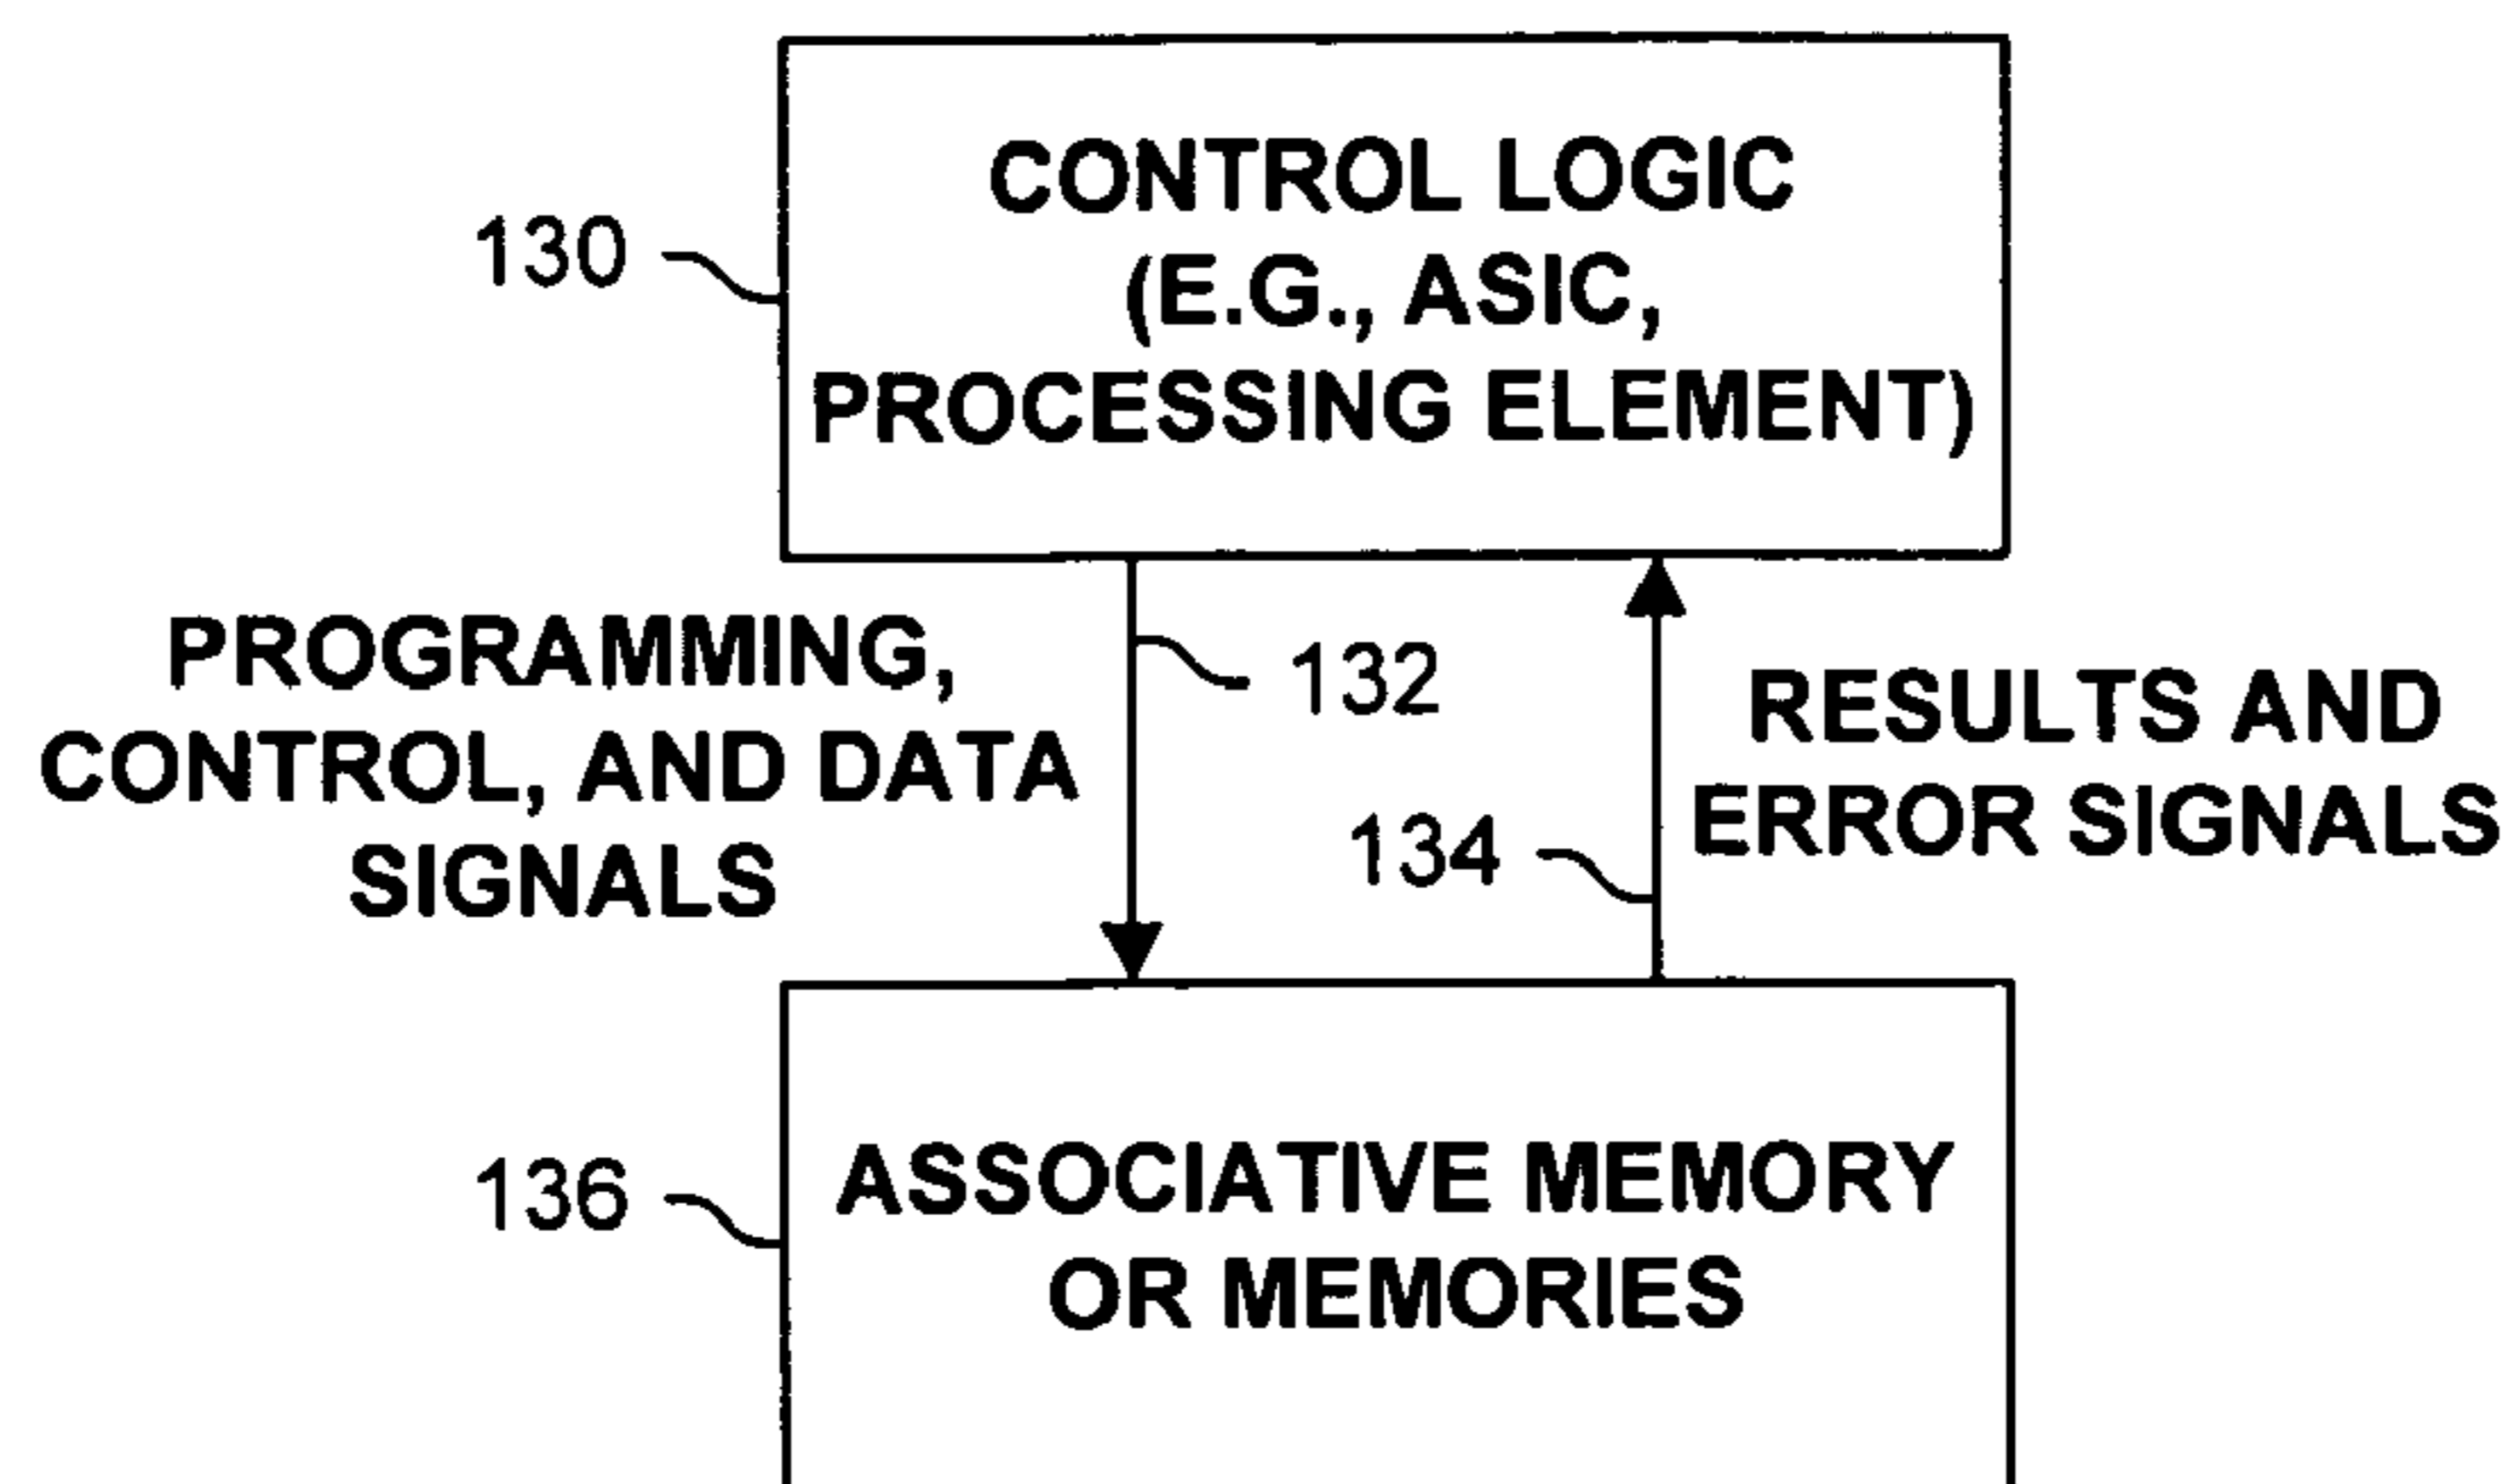 CONTROL LOGIC
(E.G., ASIC,
PROCESSING ELEMENT)
130
PROGRAMMING,
CONTROL, AND DATA
SIGNALS
132
134
RESULTS AND
ERROR SIGNALS
136
ASSOCIATIVE MEMORY
OR MEMORIES